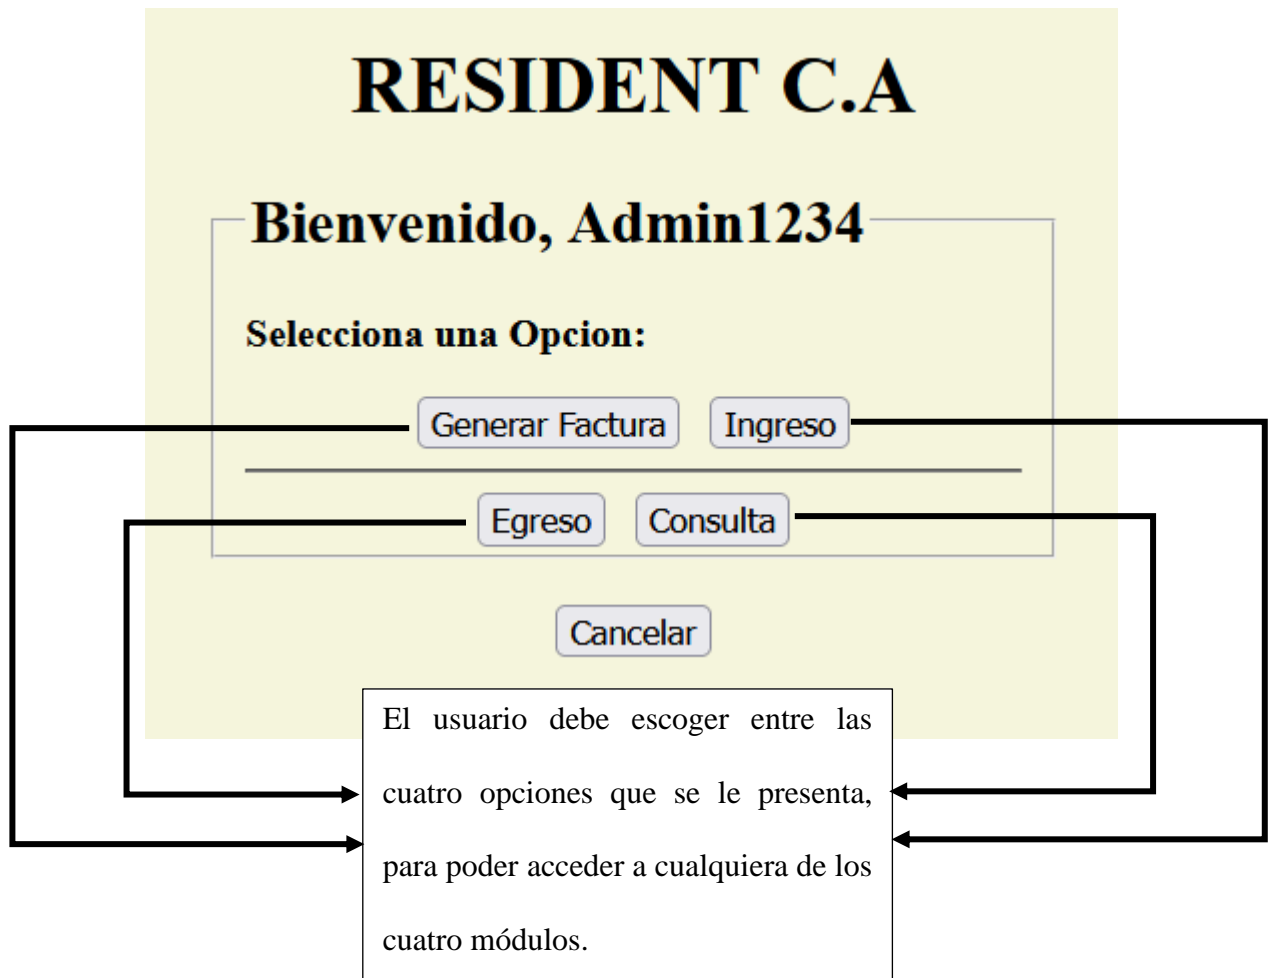 RESIDENT C.A
Bienvenido, Admin1234
Selecciona una Opcion:
Generar Factura Ingreso
Egreso Consulta
Cancelar
El usuario debe escoger entre las
cuatro opciones que se le presenta,
para poder acceder a cualquiera de los
cuatro módulos.